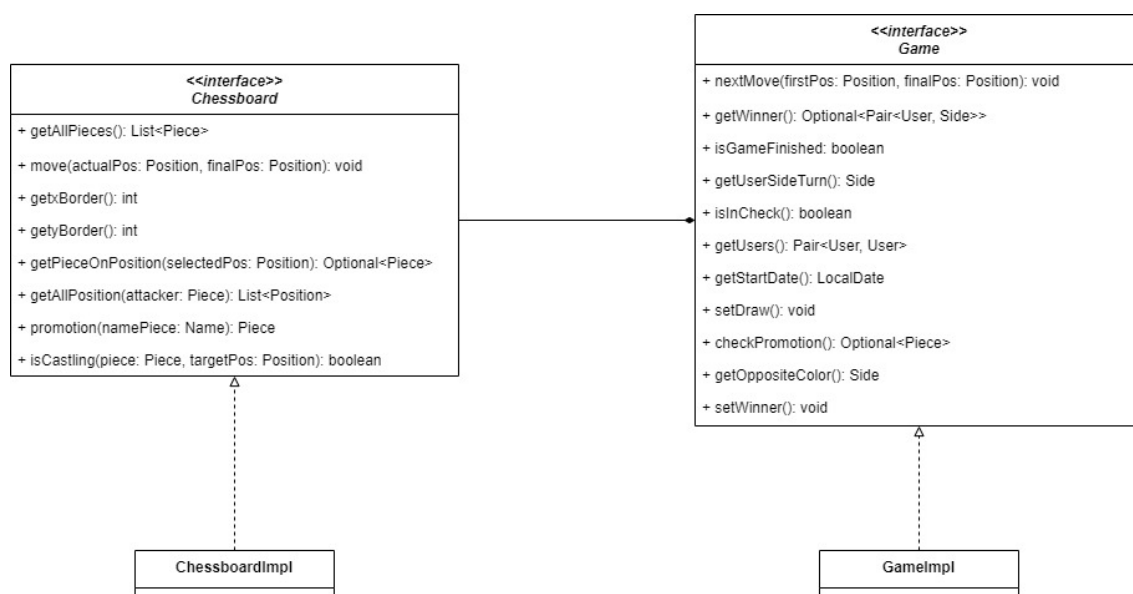 <<interface>>
Chessboard
+ getAllPieces(): List<Piece>
+ move(actualPos: Position, finalPos: Position): void
+ getxBorder(): int
+ getyBorder(): int
+ getPieceOnPosition(selectedPos: Position): Optional<Piece>
+ getAllPosition(attacker: Piece): List<Position>
+ promotion(namePiece: Name): Piece
+ isCastling(piece: Piece, targetPos: Position): boolean
<<interface>>
Game
+ nextMove(firstPos: Position, finalPos: Position): void
+ getWinner(): Optional<Pair<User, Side>>
+ isGameFinished: boolean
+ getUserSideTurn(): Side
+ isInCheck(): boolean
+ getUsers(): Pair<User, User>
+ getStartDate(): LocalDate
+ setDraw(): void
+ checkPromotion(): Optional<Piece>
+ getOppositeColor(): Side
+ setWinner(): void
ChessboardImpl
GameImpl